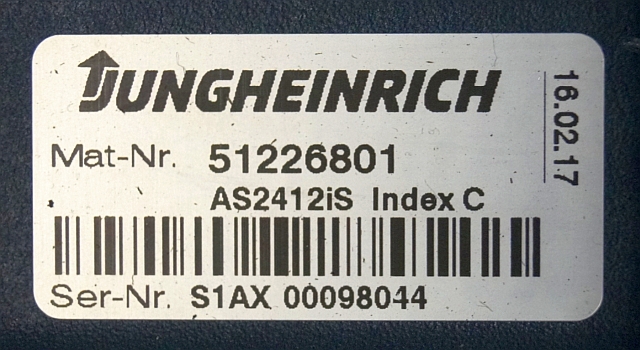 JUNGHEINRICH
16.02.17
Mat-Nr. 51226801
AS2412iS Index C
Ser-Nr. S1AX 00098044